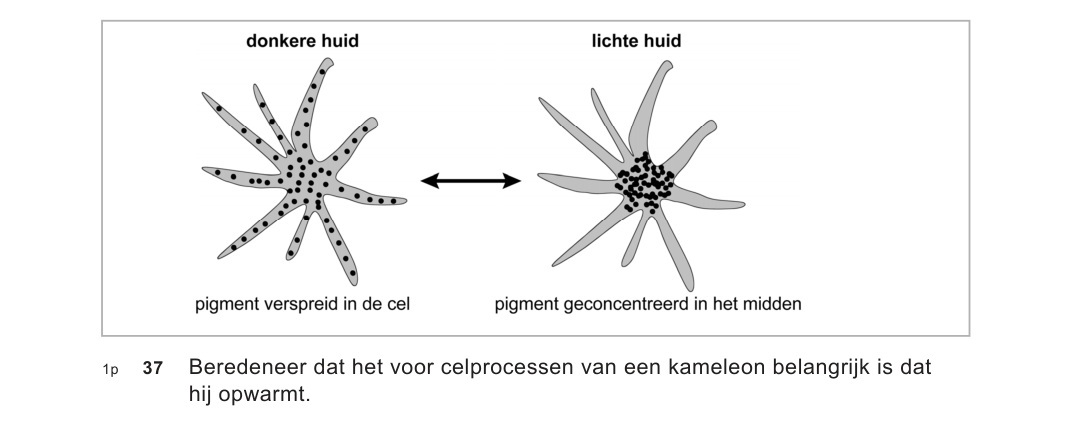 donkere huid
lichte huid
pigment verspreid in de cel
pigment geconcentreerd in het midden
1p 37 Beredeneer dat het voor celprocessen van een kameleon belangrijk is dat
hij opwarmt.